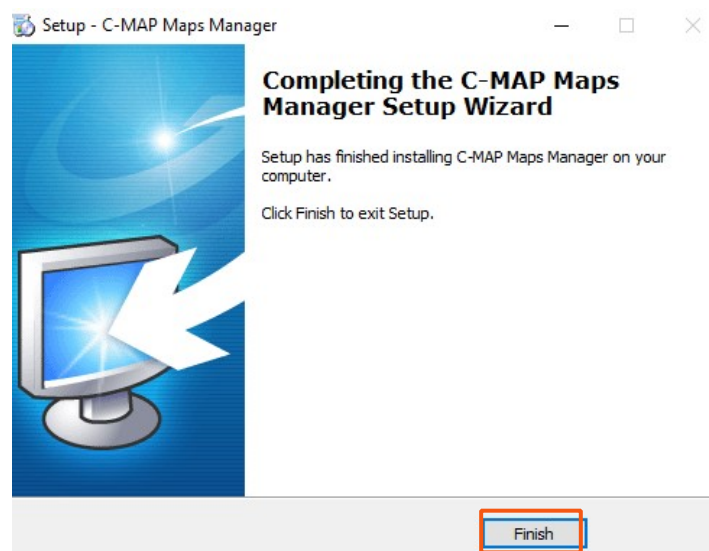 Setup - C-MAP Maps Manager
Completing the C-MAP Maps
Manager Setup Wizard
Setup has finished installing C-MAP Maps Manager on your
computer.
Click Finish to exit Setup.
Finish